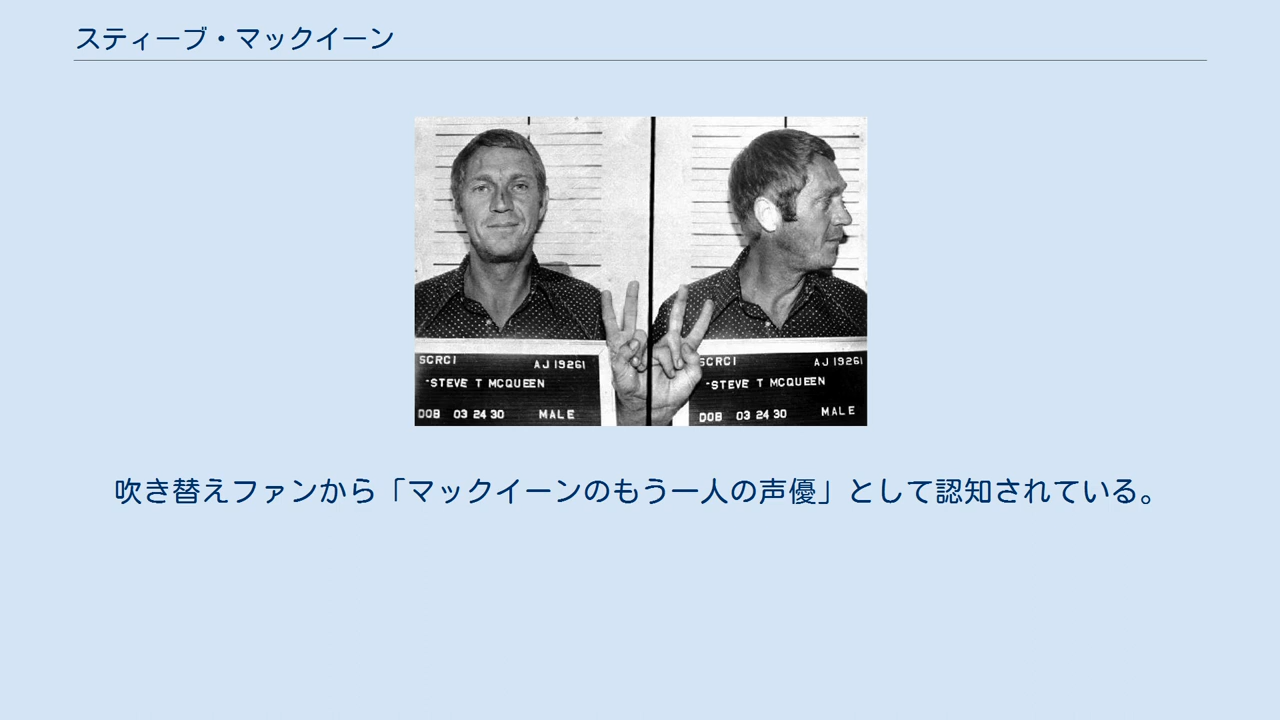 スティーブ・マックイーン
SCRC1 AJ 19261
-STEVE T MCQUEEN
DOB 03 24 30 MALE
SCRC1 AJ 19261
-STEVE T MCQUEEN
DOB 03 24 30 MALE
吹き替えファンから「マックイーンのもう一人の声優」として認知されている。